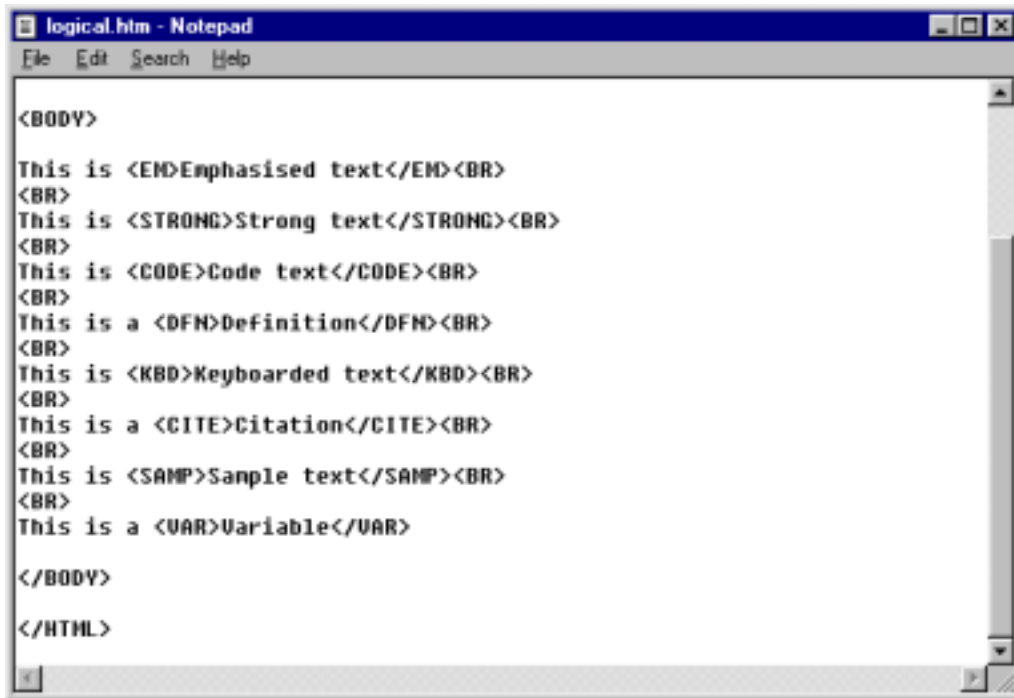 logical.htm - Notepad
File Edit Search Help
<BODY>
This is <EM>Emphasised text</EM><BR>
<BR>
This is <STRONG>Strong text</STRONG><BR>
<BR>
This is <CODE>Code text</CODE><BR>
<BR>
This is a <DFN>Definition</DFN><BR>
<BR>
This is <KBD>Keyboarded text</KBD><BR>
<BR>
This is a <CITE>Citation</CITE><BR>
<BR>
This is <SAMP>Sample text</SAMP><BR>
<BR>
This is a <VAR>Variable</VAR>
</BODY>
</HTML>